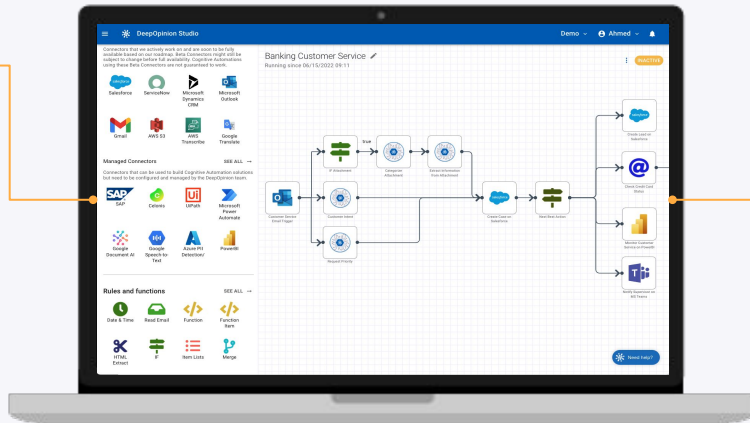 DeepOpinion Studio
Demo
Ahmed
Connectors that we actively work on and are soon to be fully
available based on our roadmap. Beta Connectors might still be
subject to change before full availability. Cognitive Automations
using these Beta Connectors are not guaranteed to work.
Salesforce
ServiceNow
Microsoft
Dynamics
CRM
Microsoft
Outlook
Gmail
AWS S3
AWS
Transcribe
Google
Translate
Managed Connectors
SEE ALL →
Connectors that can be used to build Cognitive Automation solutions
but need to be configured and managed by the DeepOpinion team.
SAP
SAP
Celonis
Ui
UiPath
Microsoft
Power
Automate
Google
Document AI
Google
Speech-to-
Text
Azure PII
Detection/
PowerBI
Rules and functions
SEE ALL →
Date & Time
Read Email
Function
Function
Item
HTML
Extract
IF
Item Lists
Merge
Banking Customer Service
Running since 06/15/2022 09:11
INACTIVE
true
IF Attachment
Categorize
Attachment
Extract Information
from Attachment
Customer Service
Email Trigger
Customer Intent
Request Priority
salesforce
Create Case on
Salesforce
Next Best Action
salesforce
Create Lead on
Salesforce
Check Credit Card
Status
Monitor Customer
Service on PowerBI
MS Teams
Need help?